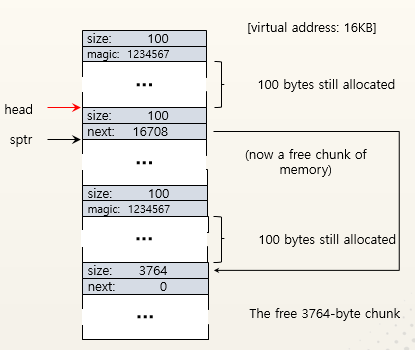 [virtual address: 16KB]
size: 100
magic: 1234567
...
100 bytes still allocated
head
size: 100
sptr
next: 16708
...
(now a free chunk of
memory)
size: 100
magic: 1234567
...
100 bytes still allocated
size: 3764
next: 0
...
The free 3764-byte chunk